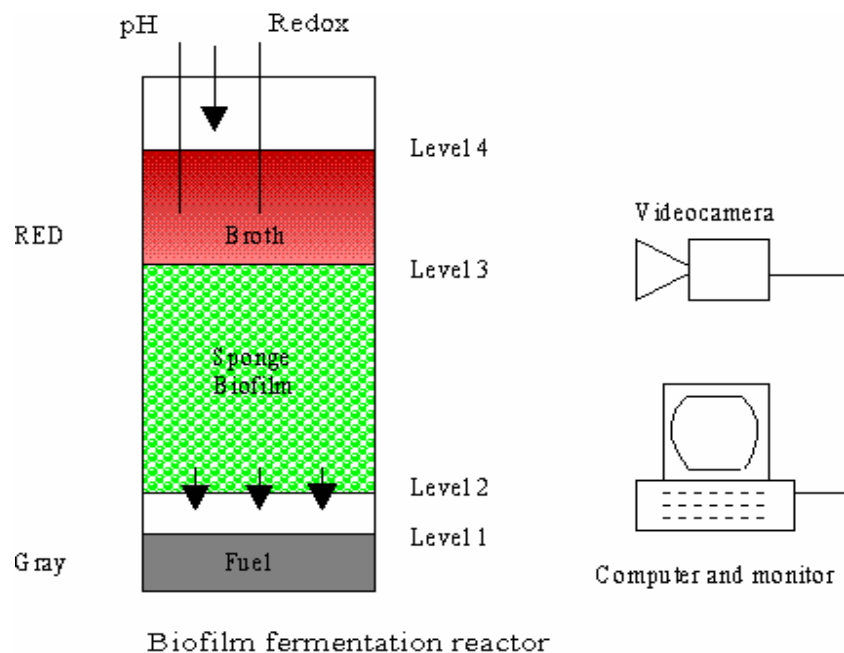 pH Redox
Level 4
Videocamera
RED Broth
Level 3
Sponge
Biofilm
Level 2
Level 1
Gray Fuel
Computer and monitor
Biofilm fermentation reactor